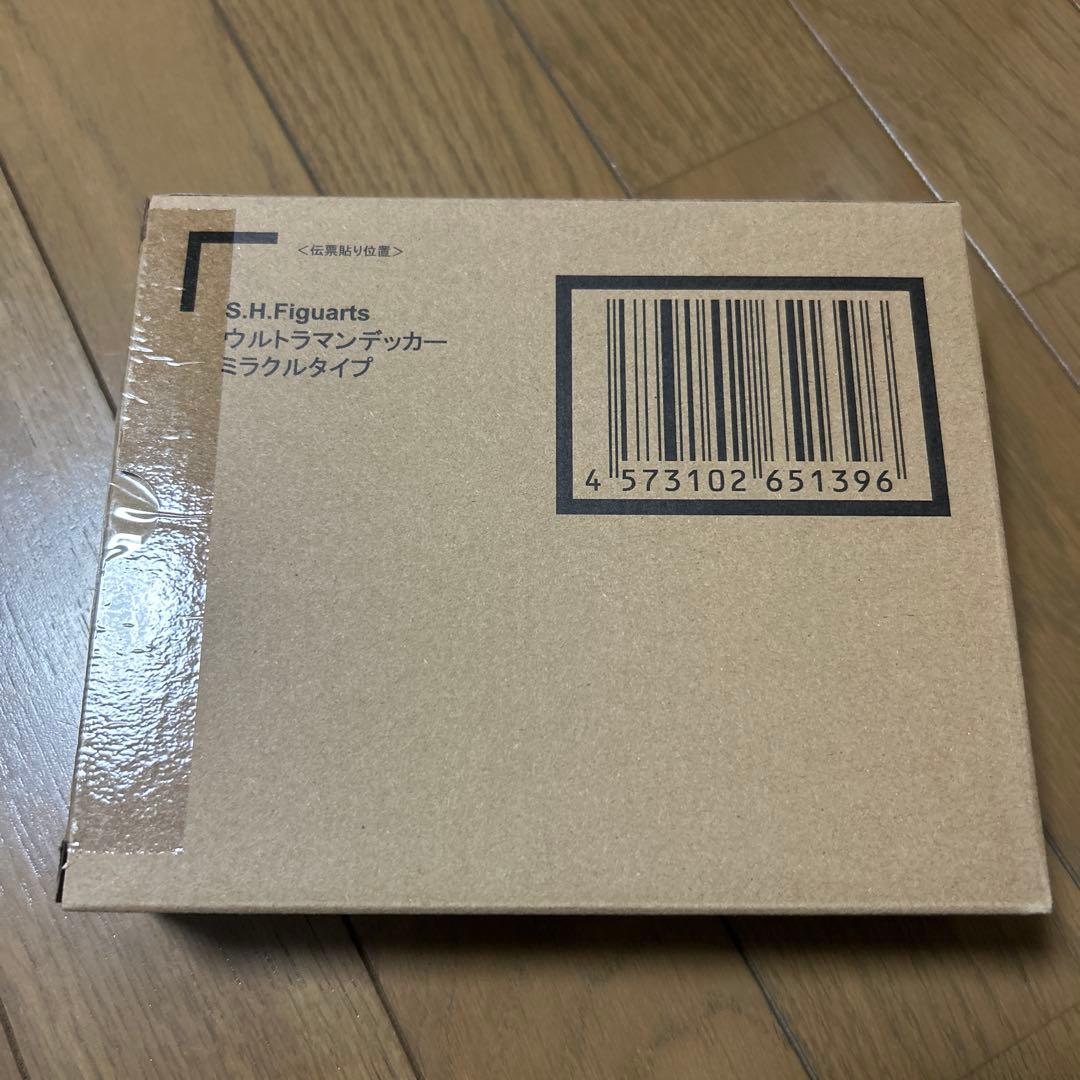 <伝票貼り位置>
S.H.Figuarts
ウルトラマンデッカー
ミラクルタイプ
4 573102 651396